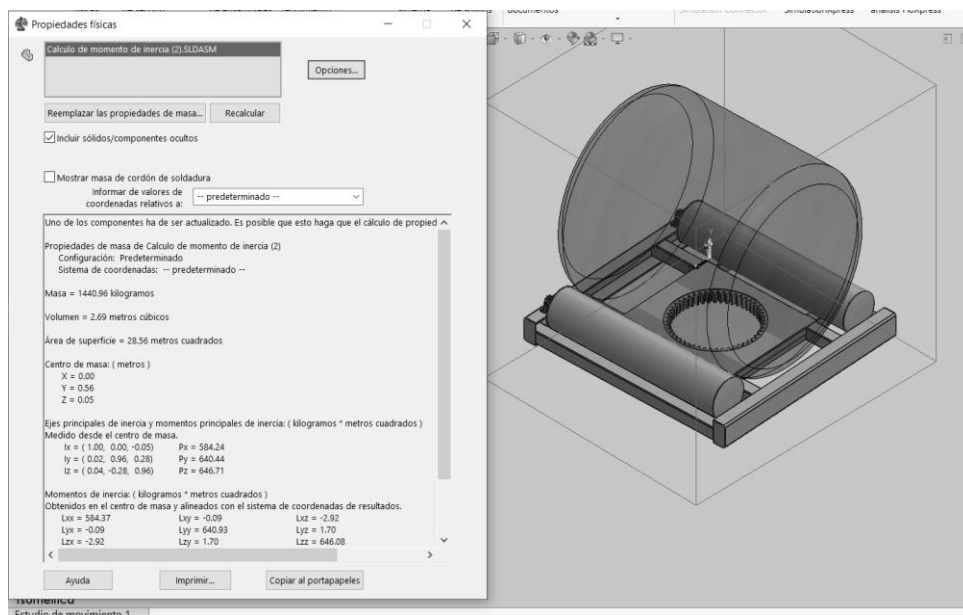 documentos
Simulation Connector
SimulationXpress
análisis FloXpress
Propiedades físicas
Calculo de momento de inercia (2).SLDASM
Opciones...
Reemplazar las propiedades de masa...
Recalcular
Incluir sólidos/componentes ocultos
Mostrar masa de cordón de soldadura
Informar de valores de
coordenadas relativos a:
-- predeterminado --
Uno de los componentes ha de ser actualizado. Es posible que esto haga que el cálculo de propied
Propiedades de masa de Calculo de momento de inercia (2)
Configuración: Predeterminado
Sistema de coordenadas: -- predeterminado --
Masa = 1440.96 kilogramos
Volumen = 2.69 metros cúbicos
Área de superficie = 28.56 metros cuadrados
Centro de masa: ( metros )
X = 0.00
Y = 0.56
Z = 0.05
Ejes principales de inercia y momentos principales de inercia: ( kilogramos * metros cuadrados )
Medido desde el centro de masa.
Ix = ( 1.00, 0.00, -0.05) Px = 584.24
Iy = ( 0.02, 0.96, 0.28) Py = 640.44
Iz = ( 0.04, -0.28, 0.96) Pz = 646.71
Momentos de inercia: ( kilogramos * metros cuadrados )
Obtenidos en el centro de masa y alineados con el sistema de coordenadas de resultados.
Lxx = 584.37 Lxy = -0.09 Lxz = -2.92
Lyx = -0.09 Lyy = 640.93 Lyz = 1.70
Lzx = -2.92 Lzy = 1.70 Lzz = 646.08
Ayuda
Imprimir...
Copiar al portapapeles
Isométrica
Estudio de movimiento 1